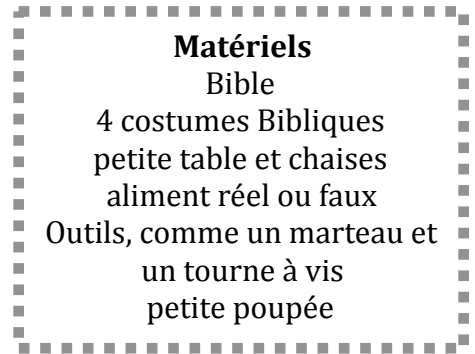 Matériels
Bible
4 costumes Bibliques
petite table et chaises
aliment réel ou faux
Outils, comme un marteau et
un tourne à vis
petite poupée